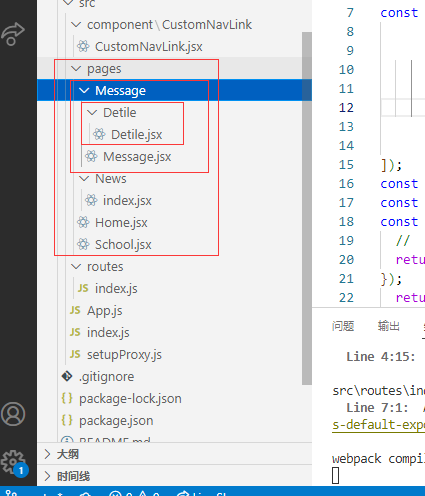 src
component\CustomNavLink
CustomNavLink.jsx
pages
Message
Detile
Detile.jsx
Message.jsx
News
index.jsx
Home.jsx
School.jsx
routes
JS index.js
JS App.js
JS index.js
JS setupProxy.js
.gitignore
{} package-lock.json
{} package.json
README.md
大纲
时间线
1
7 const
8
9
10
11
12
13
14
15 ]);
16 const
17 const
18 const
19 //
20 retu
21 });
22 retu
问题 输出
Line 4:15:
src\routes\in
Line 7:1:
s-default-expo
webpack compil